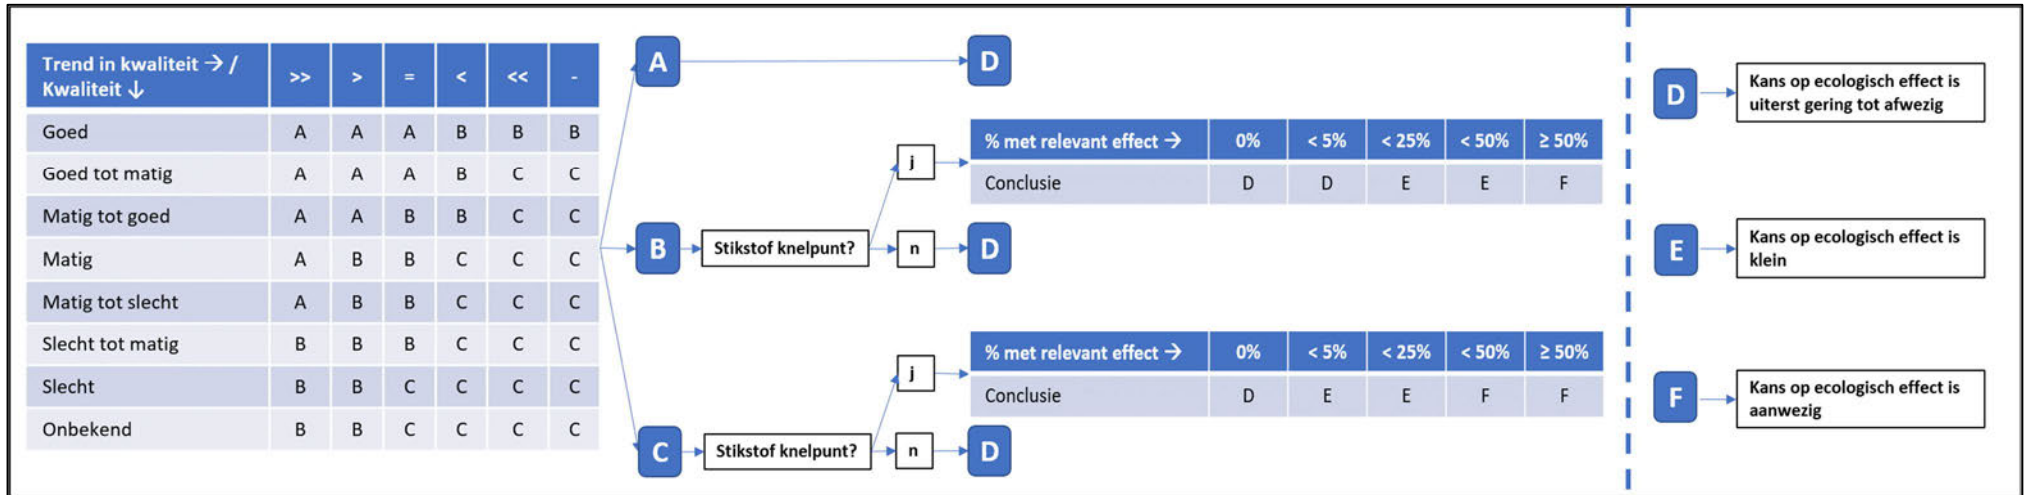 Trend in kwaliteit → / Kwaliteit ↓ >> > = < << -
Goed A A A B B B
Goed tot matig A A A B C C
Matig tot goed A A B B C C
Matig A B B C C C
Matig tot slecht A B B C C C
Slecht tot matig B B B C C C
Slecht B B C C C C
Onbekend B B C C C C
A
D
B
Stikstof knelpunt?
j
% met relevant effect → 0% < 5% < 25% < 50% ≥ 50%
Conclusie D D E E F
n
D
C
Stikstof knelpunt?
j
% met relevant effect → 0% < 5% < 25% < 50% ≥ 50%
Conclusie D E E F F
n
D
D
Kans op ecologisch effect is
uiterst gering tot afwezig
E
Kans op ecologisch effect is
klein
F
Kans op ecologisch effect is
aanwezig